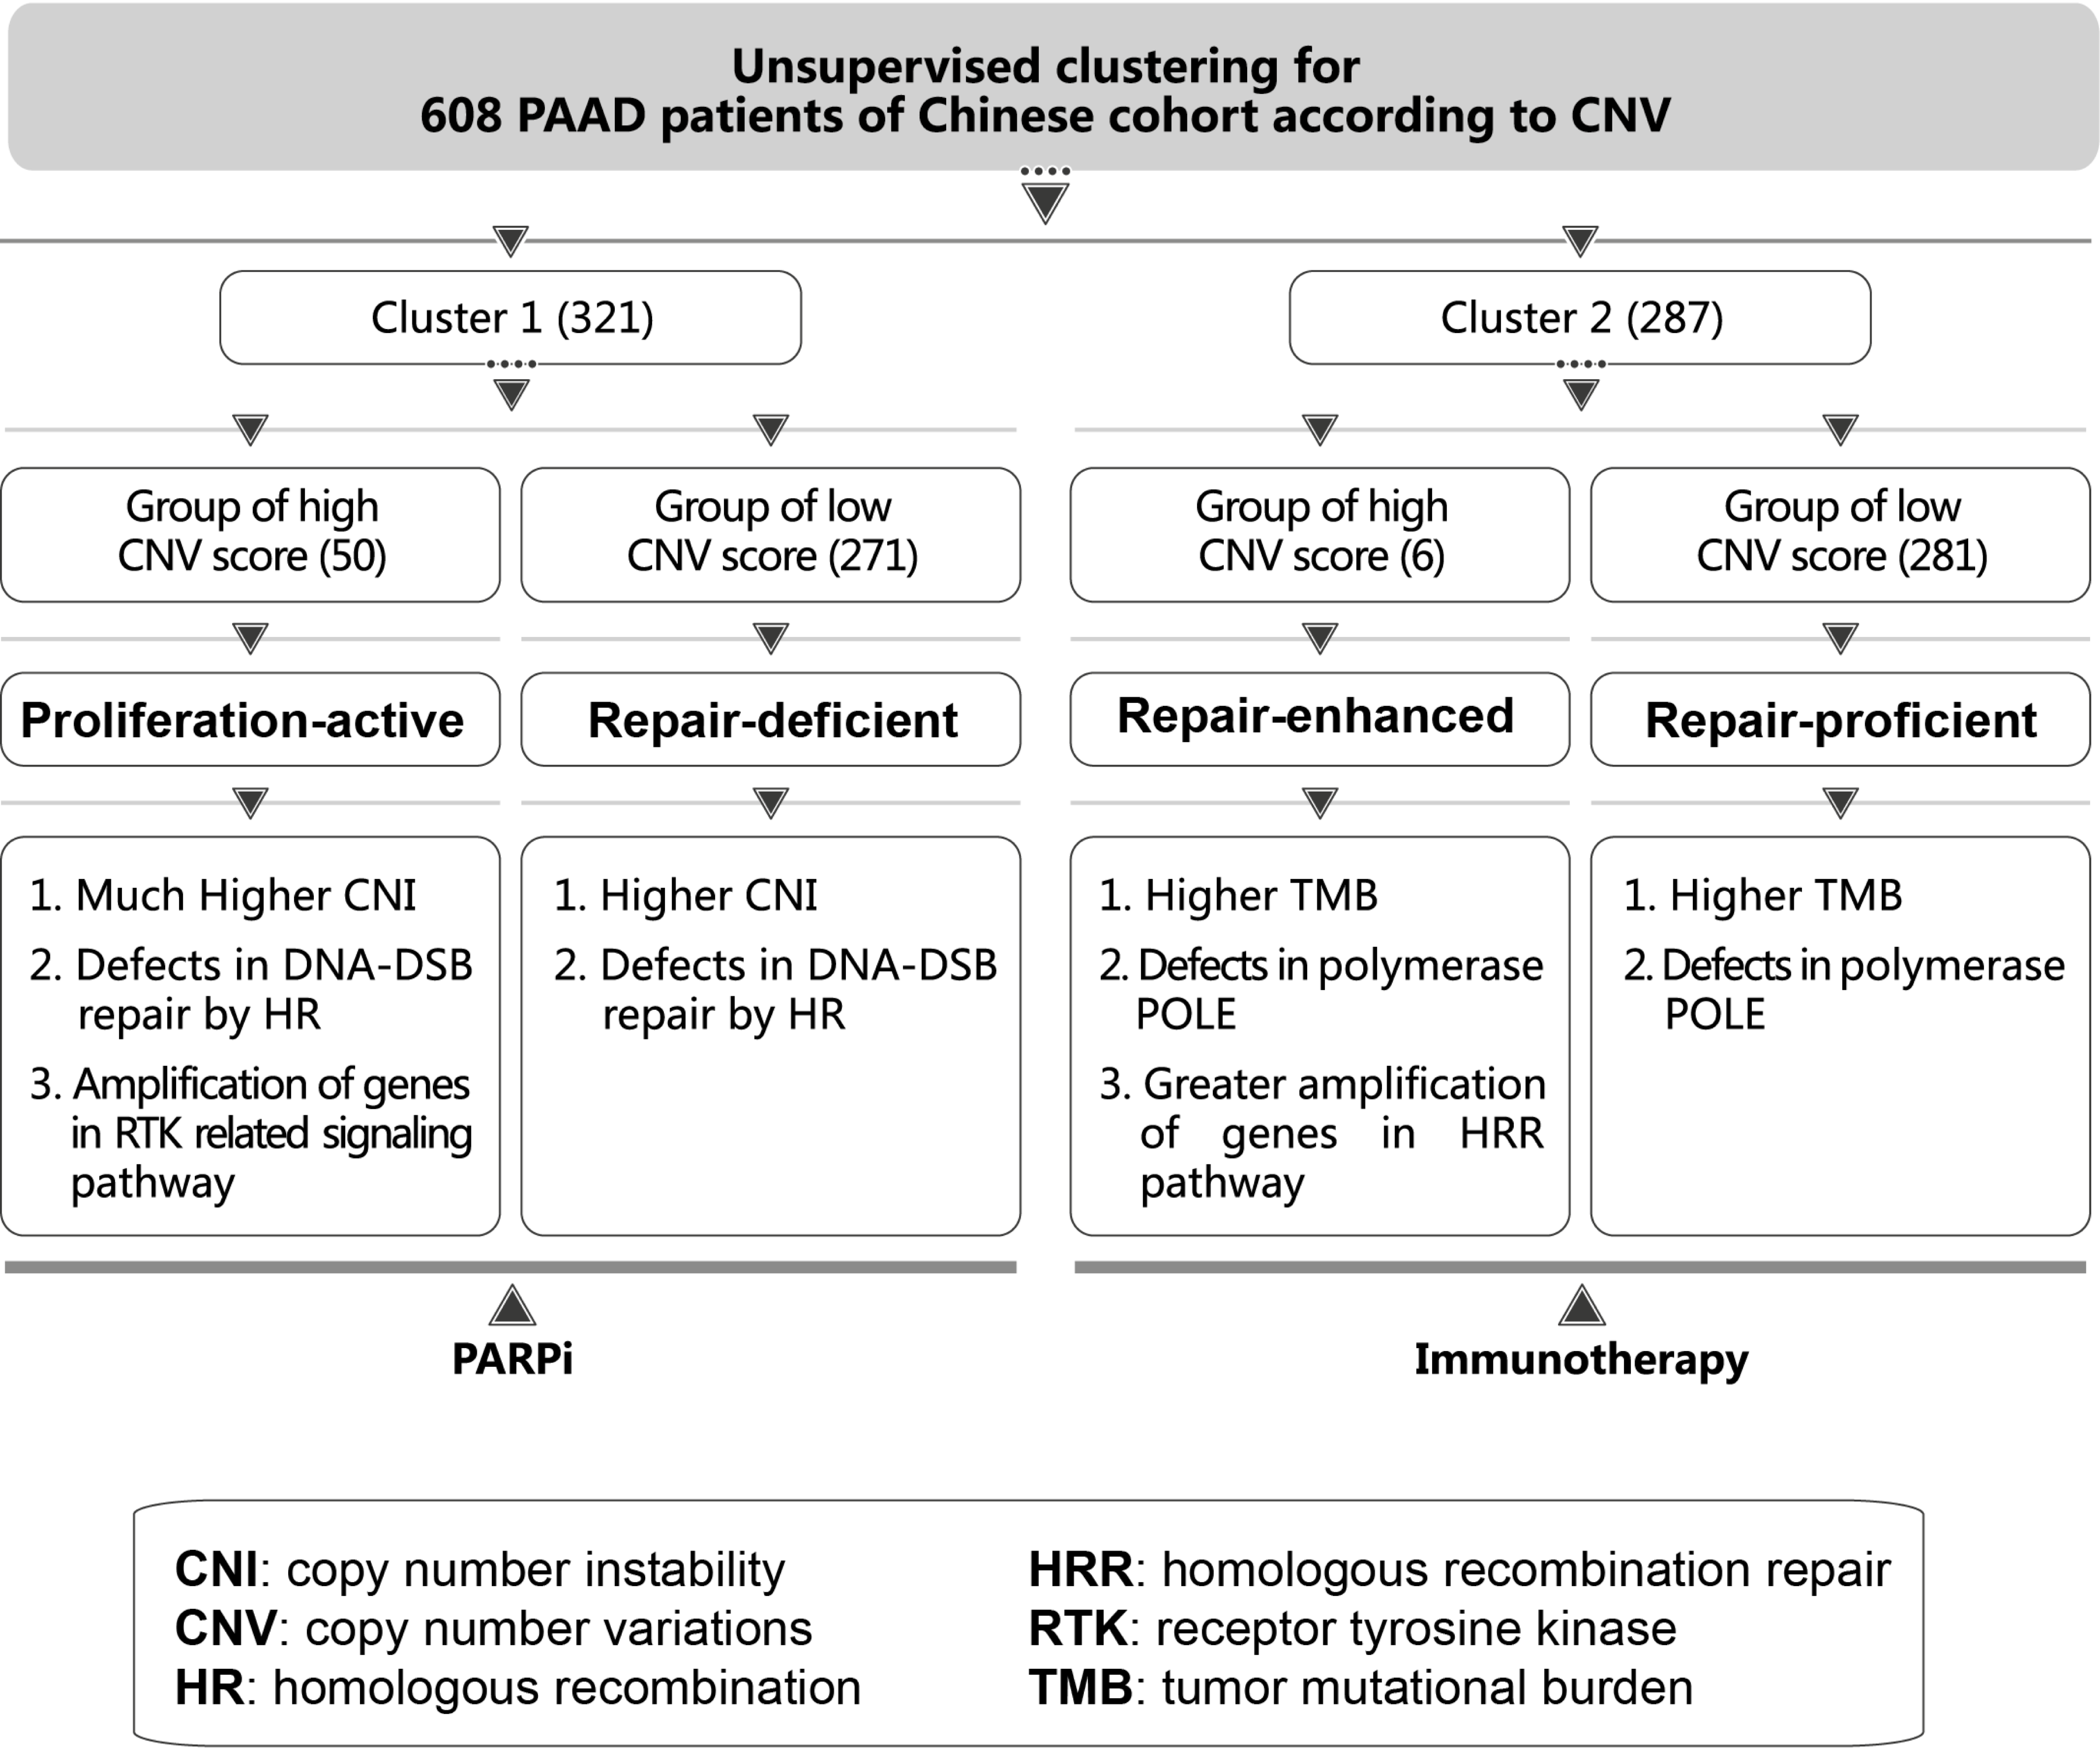 Unsupervised clustering for
608 PAAD patients of Chinese cohort according to CNV
Cluster 1 (321)
Cluster 2 (287)
Group of high
CNV score (50)
Group of low
CNV score (271)
Group of high
CNV score (6)
Group of low
CNV score (281)
Proliferation-active
Repair-deficient
Repair-enhanced
Repair-proficient
1. Much Higher CNI
2. Defects in DNA-DSB
repair by HR
3. Amplification of genes
in RTK related signaling
pathway
1. Higher CNI
2. Defects in DNA-DSB
repair by HR
1. Higher TMB
2. Defects in polymerase
POLE
3. Greater amplification
of genes in HRR
pathway
1. Higher TMB
2. Defects in polymerase
POLE
PARPi
Immunotherapy
CNI: copy number instability
CNV: copy number variations
HR: homologous recombination
HRR: homologous recombination repair
RTK: receptor tyrosine kinase
TMB: tumor mutational burden